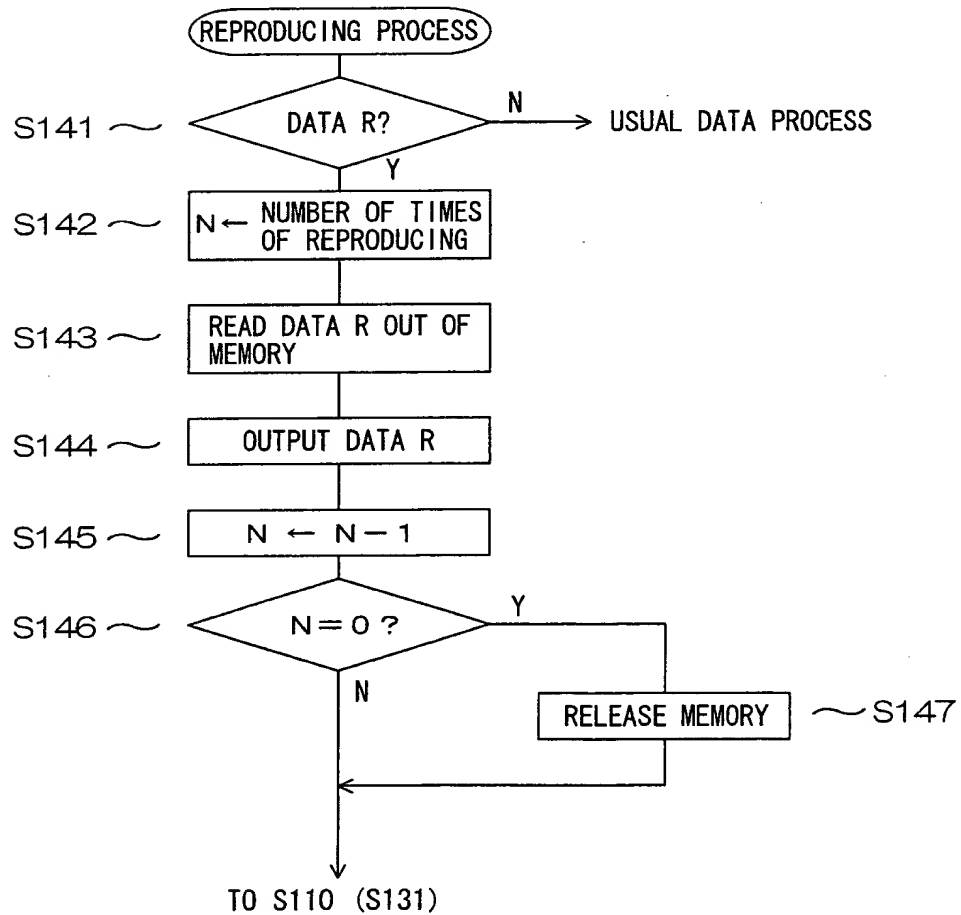 REPRODUCING PROCESS
S141
DATA R?
N
USUAL DATA PROCESS
Y
S142
N← NUMBER OF TIMES
OF REPRODUCING
S143
READ DATA R OUT OF
MEMORY
S144
OUTPUT DATA R
S145
N ← N－1
S146
N＝0?
Y
N
RELEASE MEMORY
S147
TO S110 (S131)